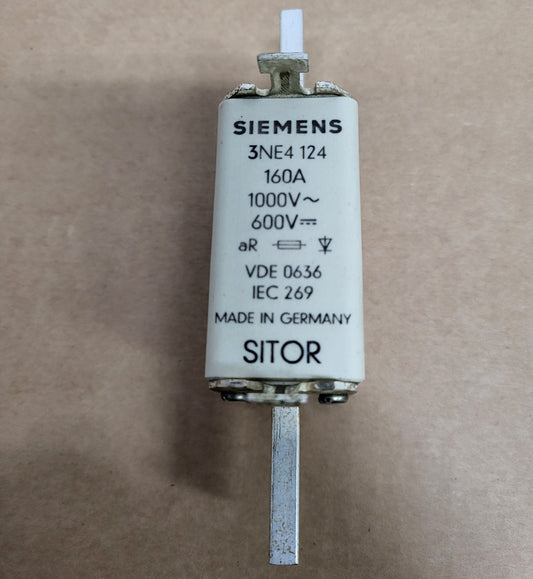 SIEMENS
3NE4 124
160A
1000V~
600V⎓
aR
VDE 0636
IEC 269
MADE IN GERMANY
SITOR